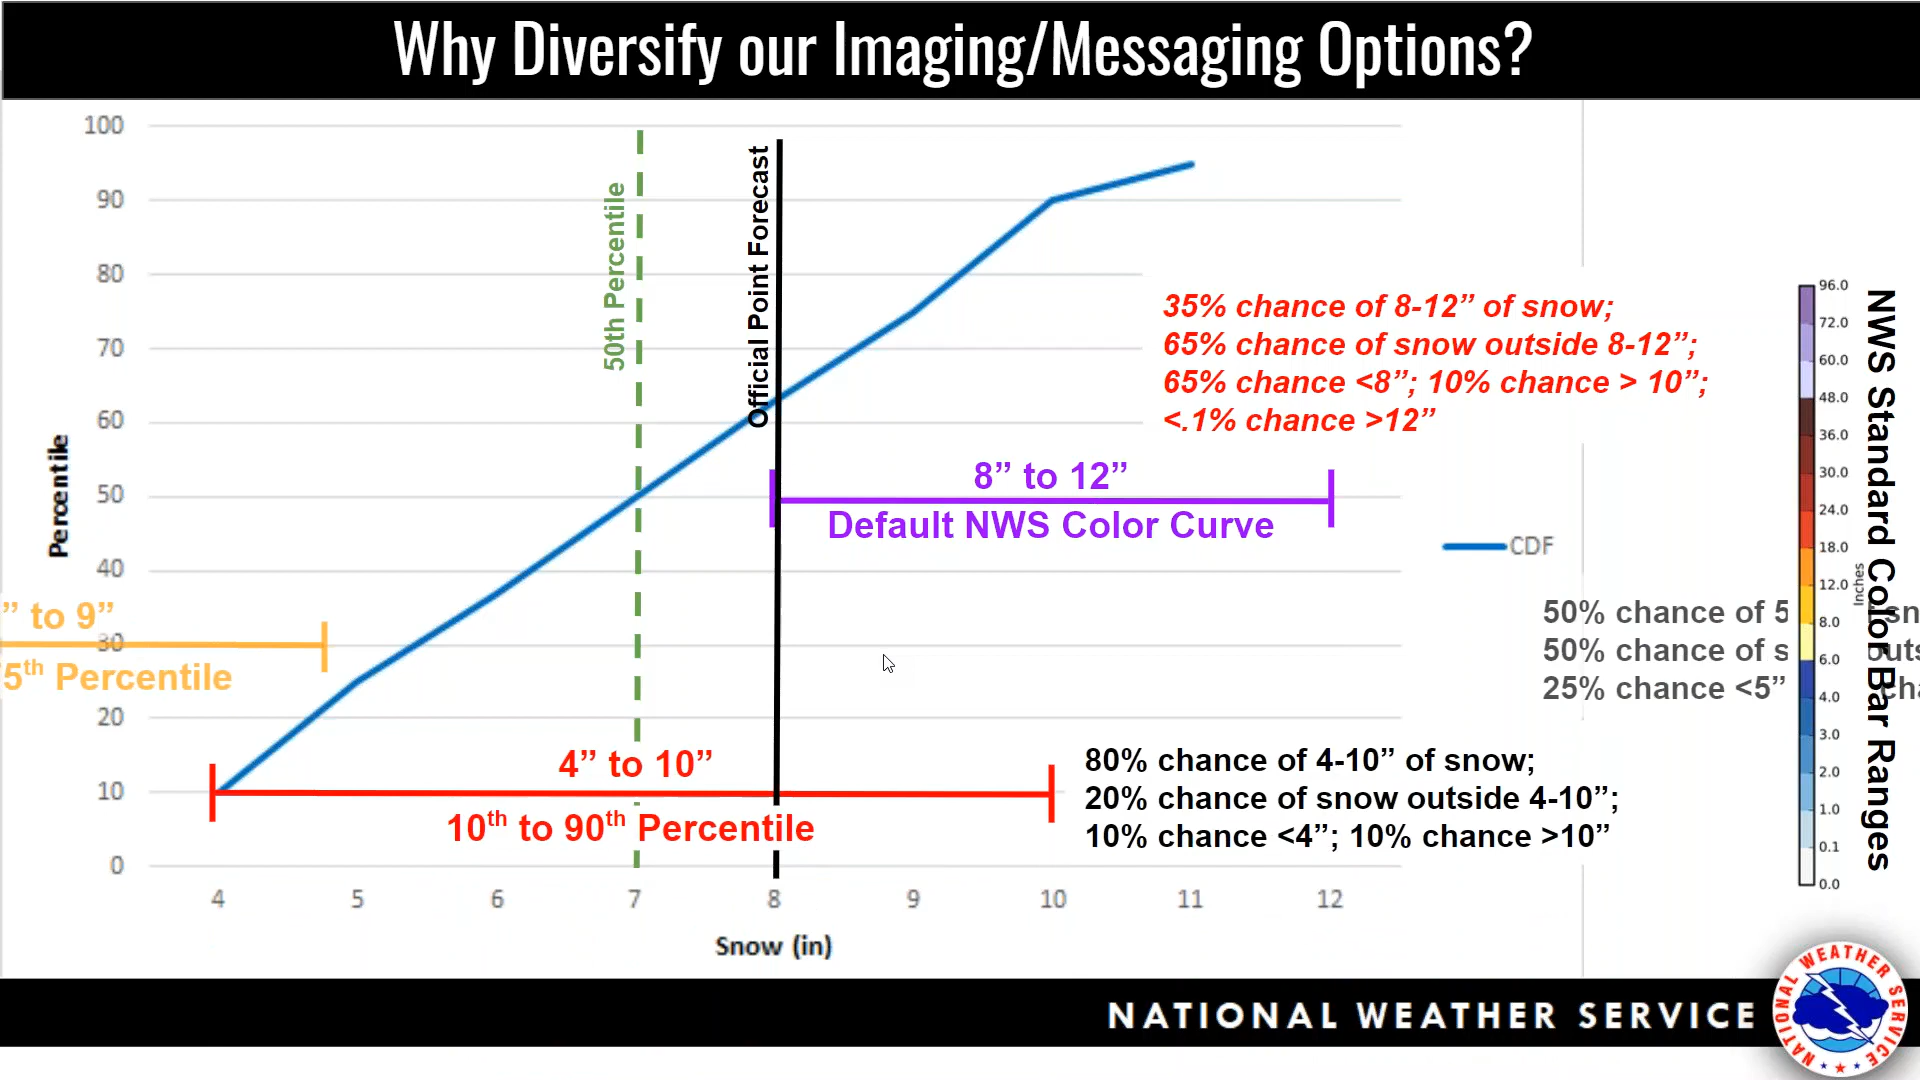 Why Diversify our Imaging/Messaging Options?
100
90
80
70
60
50
40
30
20
10
0
Percentile
50th Percentile
Official Point Forecast
35% chance of 8-12” of snow;
65% chance of snow outside 8-12”;
65% chance <8”; 10% chance > 10”;
<.1% chance >12”
8” to 12”
Default NWS Color Curve
CDF
” to 9”
5th Percentile
50% chance of 5
50% chance of s
25% chance <5”
4” to 10”
10th to 90th Percentile
80% chance of 4-10” of snow;
20% chance of snow outside 4-10”;
10% chance <4”; 10% chance >10”
4 5 6 7 8 9 10 11 12
Snow (in)
96.0
72.0
60.0
48.0
36.0
30.0
24.0
18.0
12.0
8.0
6.0
4.0
3.0
2.0
1.0
0.1
0.0
Inches
NWS Standard Color Bar Ranges
NATIONAL WEATHER SERVICE
NATIONAL WEATHER SERVICE